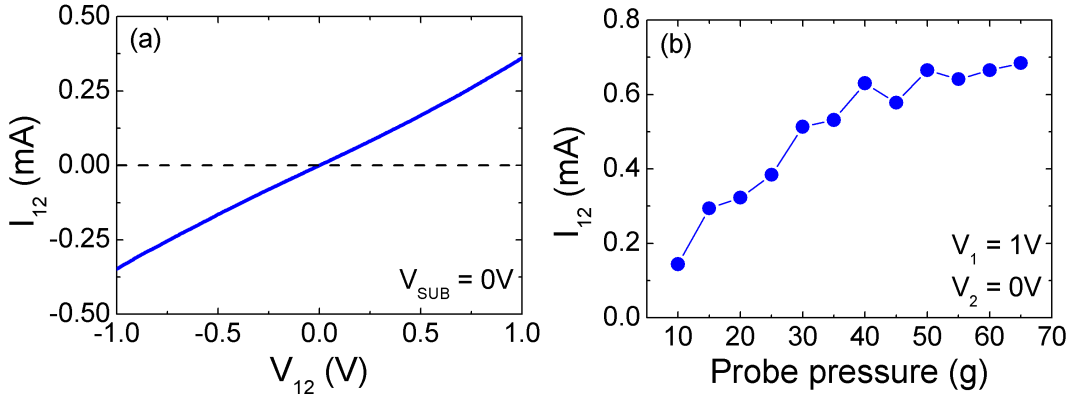 (a)
0.50
0.25
0.00
-0.25
-0.50
I12 (mA)
-1.0 -0.5 0.0 0.5 1.0
V12 (V)
VSUB = 0V
(b)
0.8
0.6
0.4
0.2
0.0
I12 (mA)
10 20 30 40 50 60 70
Probe pressure (g)
V1 = 1V
V2 = 0V